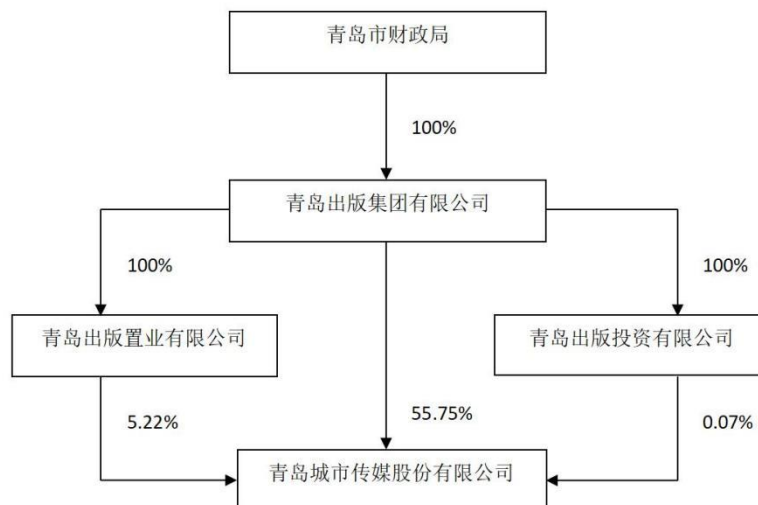 青岛市财政局
100%
青岛出版集团有限公司
100%
100%
青岛出版置业有限公司
青岛出版投资有限公司
5.22%
55.75%
0.07%
青岛城市传媒股份有限公司